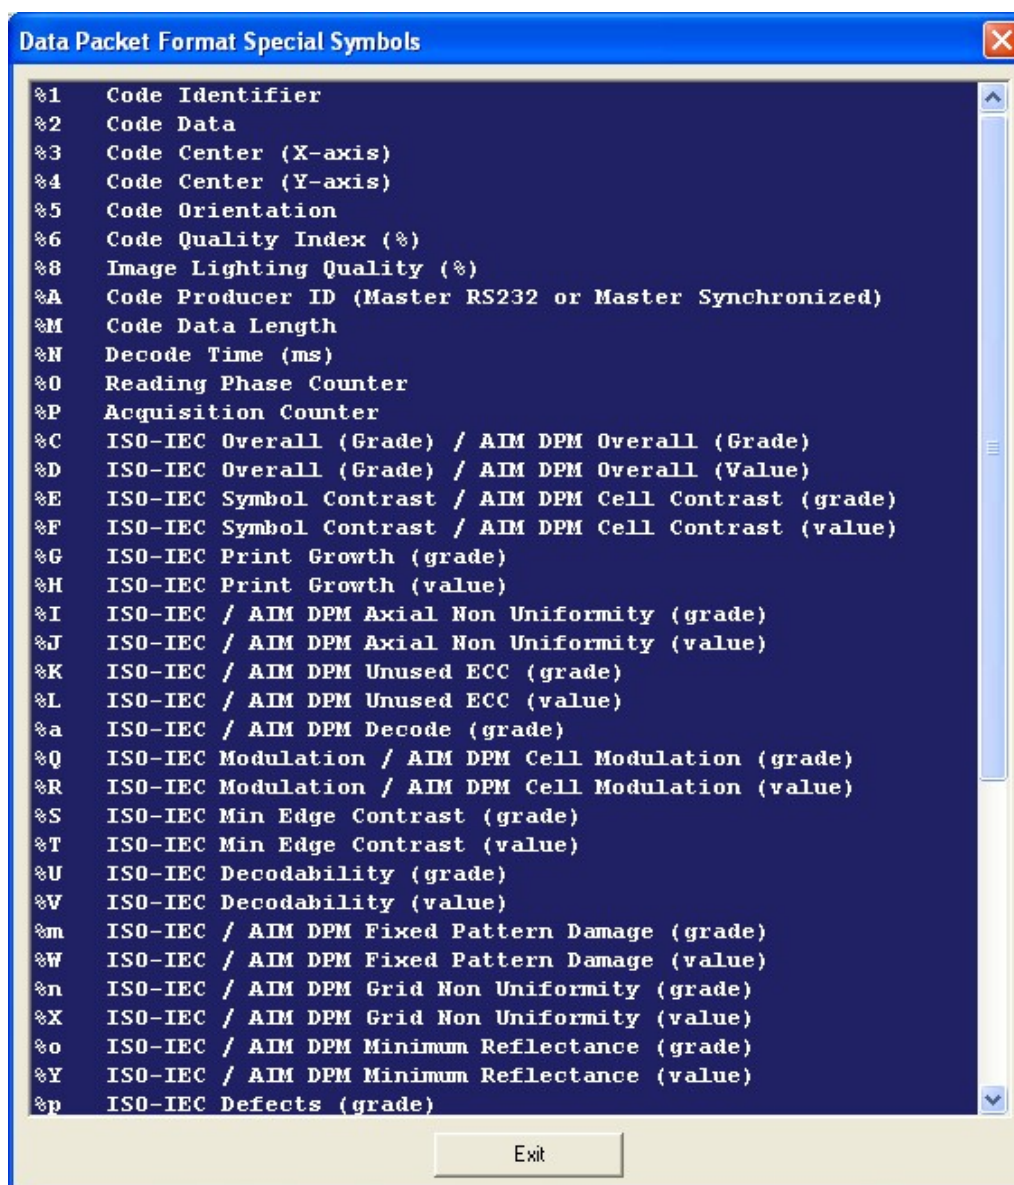 Data Packet Format Special Symbols
%1 Code Identifier
%2 Code Data
%3 Code Center (X-axis)
%4 Code Center (Y-axis)
%5 Code Orientation
%6 Code Quality Index (%)
%8 Image Lighting Quality (%)
%A Code Producer ID (Master RS232 or Master Synchronized)
%M Code Data Length
%N Decode Time (ms)
%O Reading Phase Counter
%P Acquisition Counter
%C ISO-IEC Overall (Grade) / AIM DPM Overall (Grade)
%D ISO-IEC Overall (Grade) / AIM DPM Overall (Value)
%E ISO-IEC Symbol Contrast / AIM DPM Cell Contrast (grade)
%F ISO-IEC Symbol Contrast / AIM DPM Cell Contrast (value)
%G ISO-IEC Print Growth (grade)
%H ISO-IEC Print Growth (value)
%I ISO-IEC / AIM DPM Axial Non Uniformity (grade)
%J ISO-IEC / AIM DPM Axial Non Uniformity (value)
%K ISO-IEC / AIM DPM Unused ECC (grade)
%L ISO-IEC / AIM DPM Unused ECC (value)
%a ISO-IEC / AIM DPM Decode (grade)
%Q ISO-IEC Modulation / AIM DPM Cell Modulation (grade)
%R ISO-IEC Modulation / AIM DPM Cell Modulation (value)
%S ISO-IEC Min Edge Contrast (grade)
%T ISO-IEC Min Edge Contrast (value)
%U ISO-IEC Decodability (grade)
%V ISO-IEC Decodability (value)
%m ISO-IEC / AIM DPM Fixed Pattern Damage (grade)
%W ISO-IEC / AIM DPM Fixed Pattern Damage (value)
%n ISO-IEC / AIM DPM Grid Non Uniformity (grade)
%X ISO-IEC / AIM DPM Grid Non Uniformity (value)
%o ISO-IEC / AIM DPM Minimum Reflectance (grade)
%Y ISO-IEC / AIM DPM Minimum Reflectance (value)
%p ISO-IEC Defects (grade)
Exit